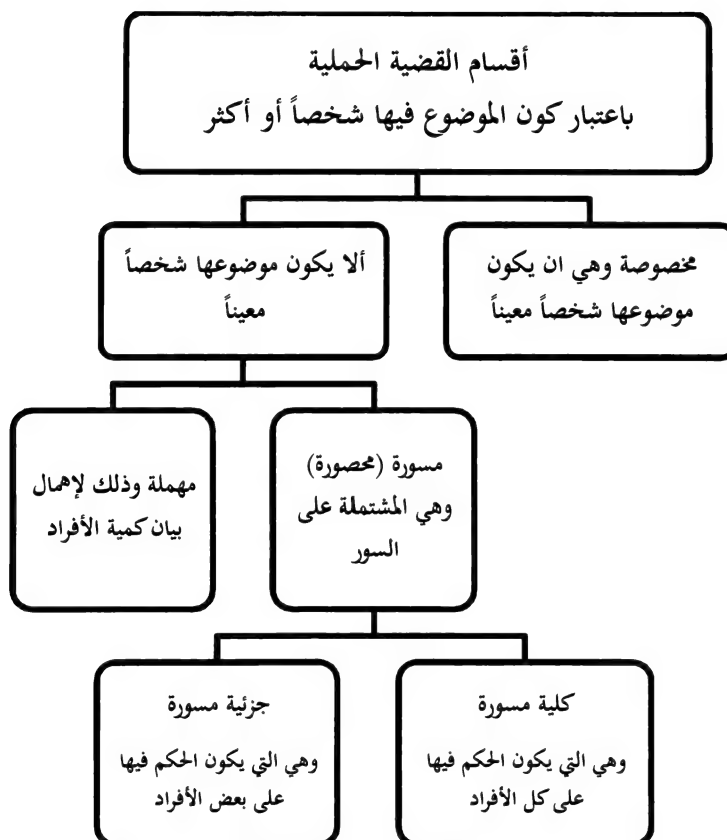 أقسام القضية الحملية
باعتبار كون الموضوع فيها شخصاً أو أكثر
مخصوصة وهي ان يكون
موضوعها شخصاً معيناً
ألا يكون موضوعها شخصاً
معيناً
مسورة (محصورة)
وهي المشتملة على
السور
مهملة وذلك لإهمال
بيان كمية الأفراد
كلية مسورة
وهي التي يكون الحكم فيها
على كل الأفراد
جزئية مسورة
وهي التي يكون الحكم فيها
على بعض الأفراد